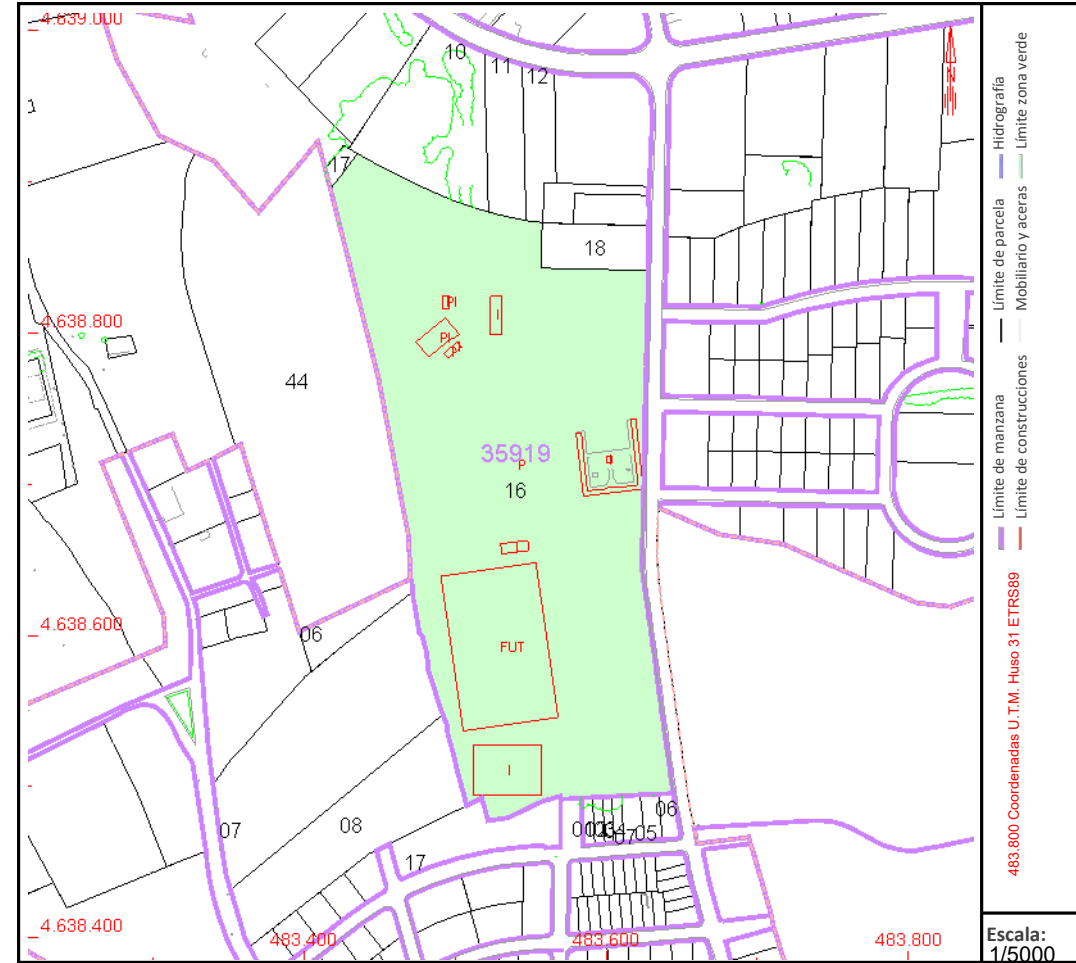 4.639.000
10
11
12
17
18
4.638.800
PI
I
PI
44
35919
P
16
4.638.600
06
FUT
I
06
07
08
05
07
17
4.638.400
483.400
483.600
483.800
N
Hidrografía
Límite zona verde
Límite de parcela
Mobiliario y aceras
Límite de manzana
Límite de construcciones
483.800 Coordenadas U.T.M. Huso 31 ETRS89
Escala:
1/5000